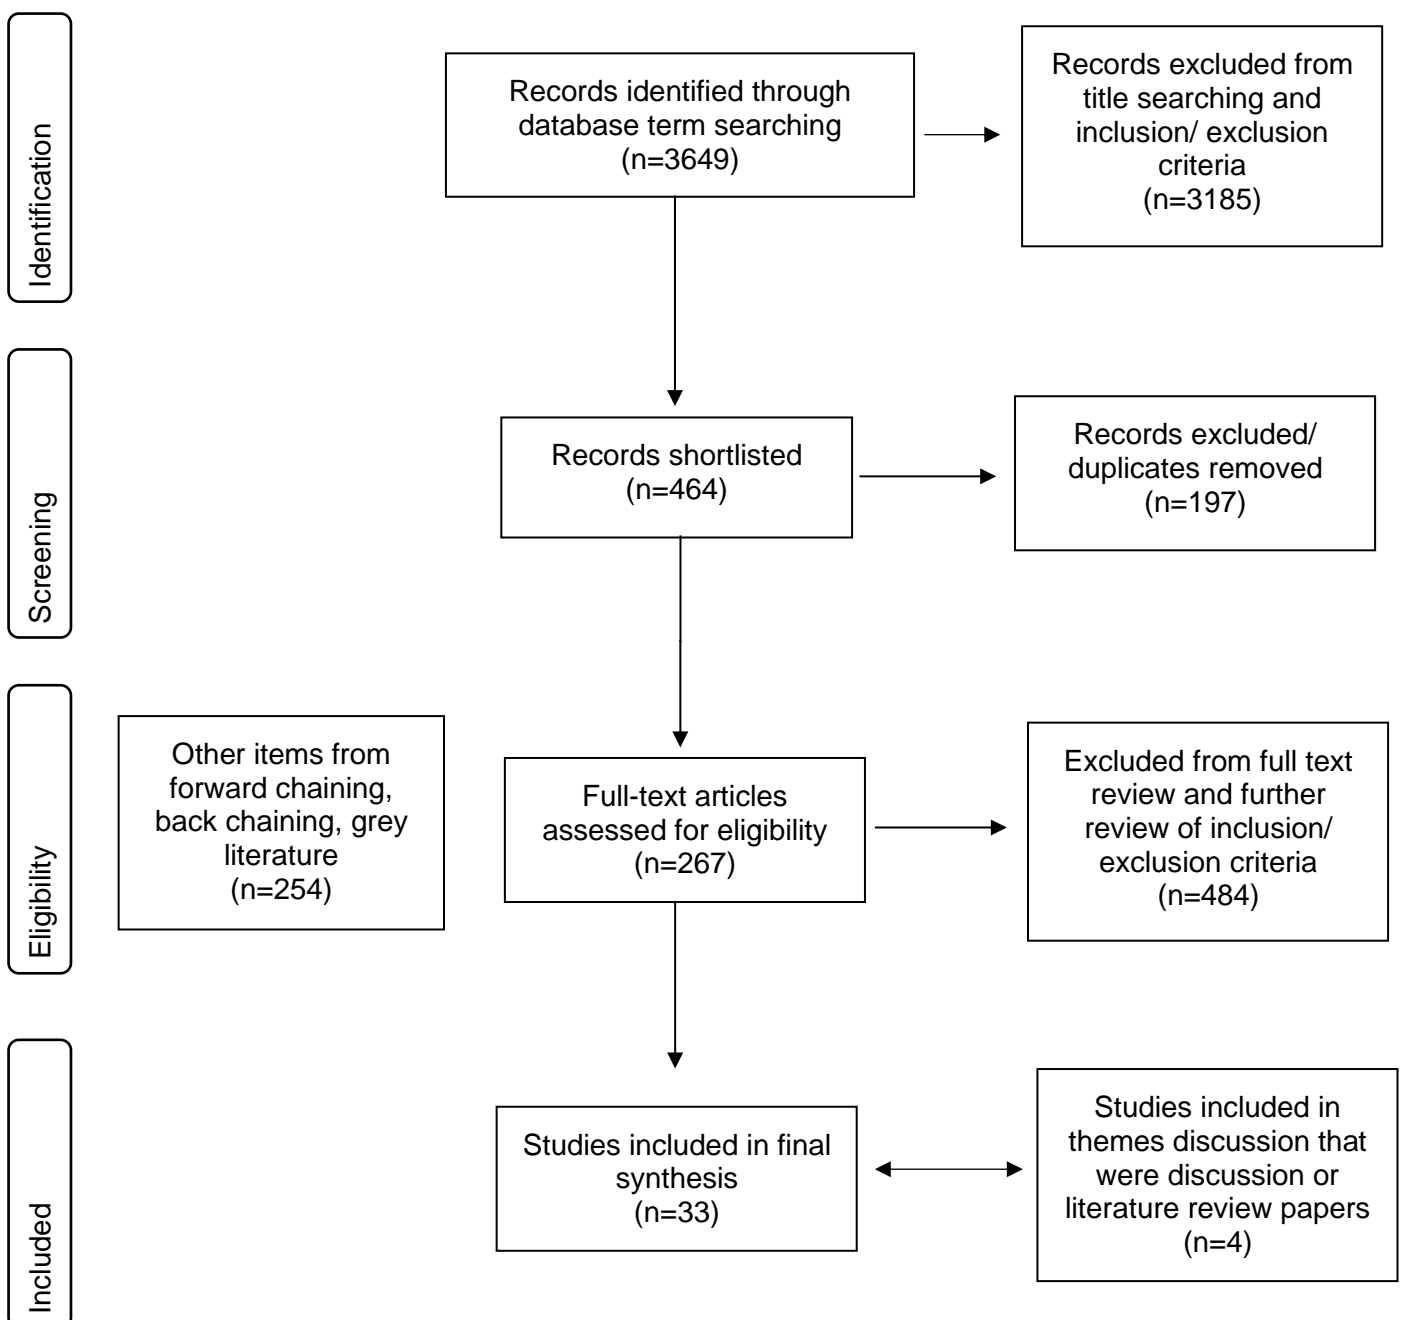 Identification
Records identified through
database term searching
(n=3649)
Records excluded from
title searching and
inclusion/ exclusion
criteria
(n=3185)
Screening
Records shortlisted
(n=464)
Records excluded/
duplicates removed
(n=197)
Eligibility
Other items from
forward chaining,
back chaining, grey
literature
(n=254)
Full-text articles
assessed for eligibility
(n=267)
Excluded from full text
review and further
review of inclusion/
exclusion criteria
(n=484)
Included
Studies included in final
synthesis
(n=33)
Studies included in
themes discussion that
were discussion or
literature review papers
(n=4)